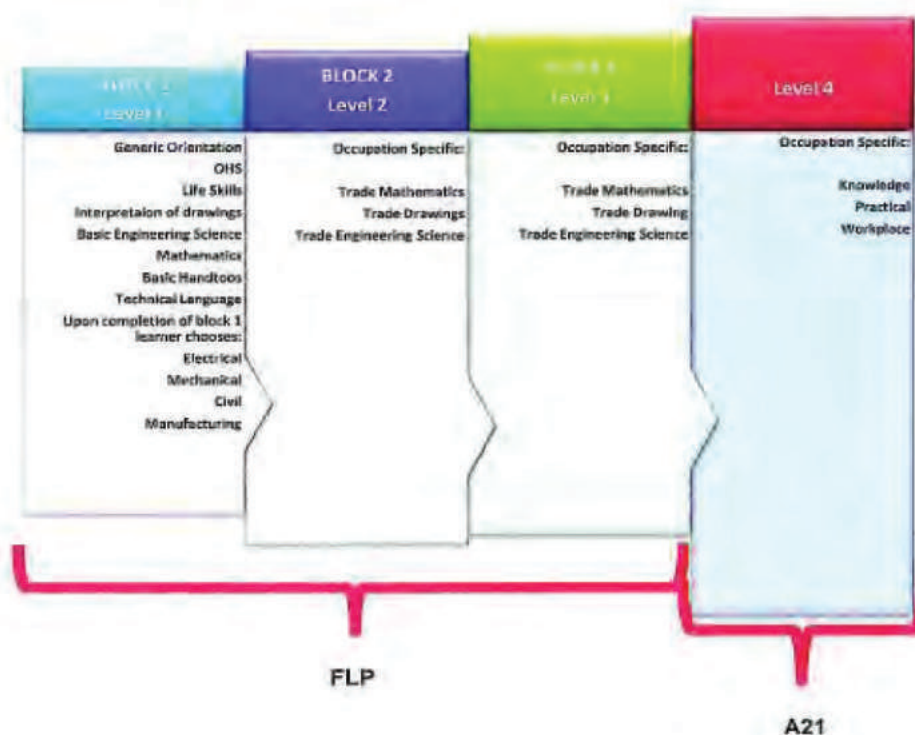 BLOCK 1
Level 1
Generic Orientation
OHS
Life Skills
Interpretaion of drawings
Basic Engineering Science
Mathematics
Basic Handtoos
Technical Language
Upon completion of block 1
learner chooses:
Electrical
Mechanical
Civil
Manufacturing
BLOCK 2
Level 2
Occupation Specific:
Trade Mathematics
Trade Drawings
Trade Engineering Science
Level 3
Occupation Specific:
Trade Mathematics
Trade Drawing
Trade Engineering Science
Level 4
Occupation Specific:
Knowledge
Practical
Workplace
FLP
A21